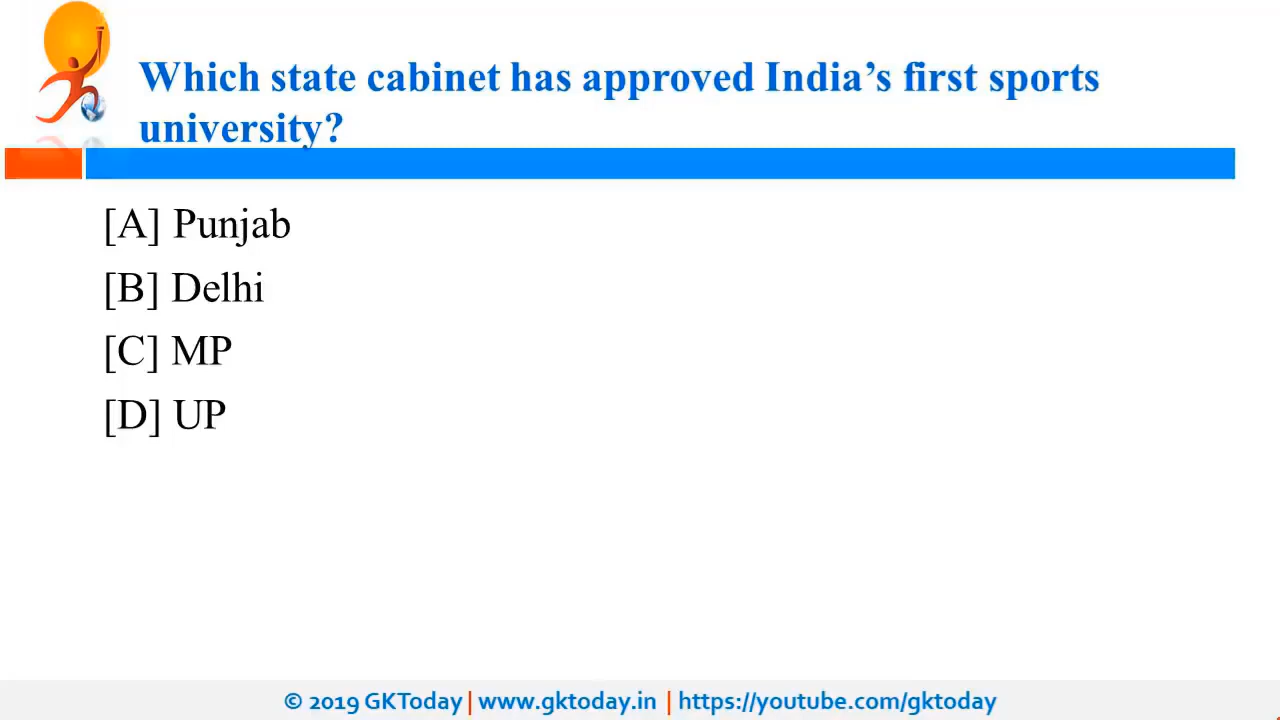 Which state cabinet has approved India’s first sports
university?
[A] Punjab
[B] Delhi
[C] MP
[D] UP
© 2019 GKToday | www.gktoday.in | https://youtube.com/gktoday